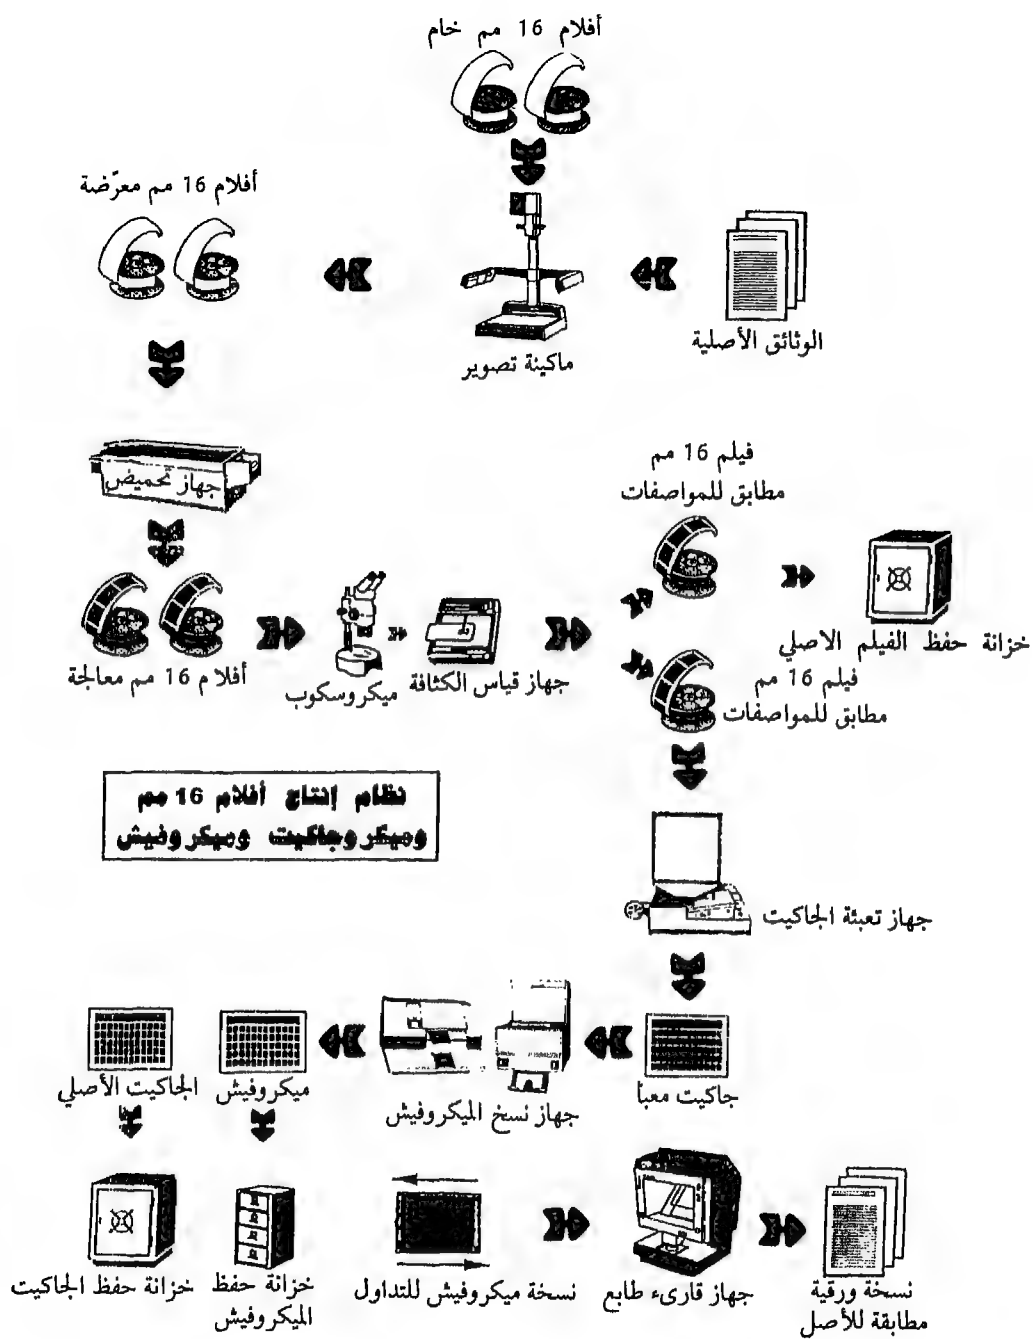 أفلام 16 مم خام
أفلام 16 مم معرّضة
الوثائق الأصلية
ماكينة تصوير
جهاز تحميض
فيلم 16 مم
مطابق للمواصفات
خزانة حفظ الفيلم الاصلي
أفلام 16 مم معالجة
ميكروسكوب
جهاز قياس الكثافة
فيلم 16 مم
مطابق للمواصفات
نظام إنتاج أفلام 16 مم
وميكروجاكيت وميكروفيش
جهاز تعبئة الجاكيت
جاكيت معبأ
جهاز نسخ الميكروفيش
ميكروفيش
الجاكيت الأصلي
خزانة حفظ الجاكيت
خزانة حفظ
الميكروفيش
نسخة ميكروفيش للتداول
جهاز قارىء طابع
نسخة ورقية
مطابقة للأصل